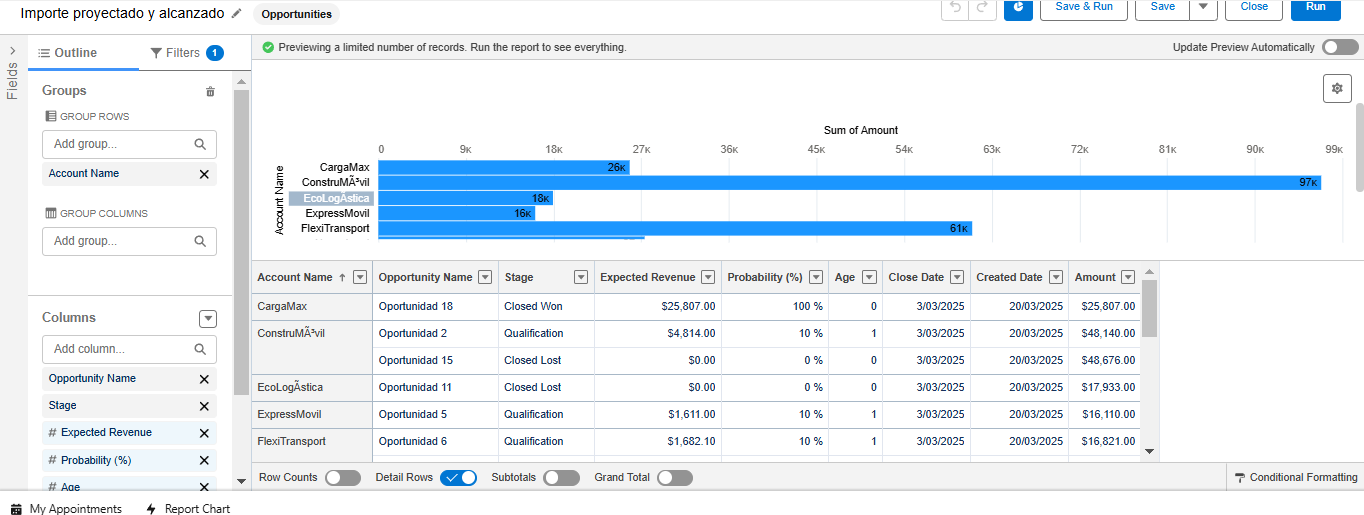 Importe proyectado y alcanzado Opportunities
Save & Run Save Close Run
Fields
Outline Filters 1
Previewing a limited number of records. Run the report to see everything. Update Preview Automatically
Groups
GROUP ROWS
Add group...
Account Name
GROUP COLUMNS
Add group...
Columns
Add column...
Opportunity Name
Stage
# Expected Revenue
# Probability (%)
# Age
Sum of Amount
0 9K 18K 27K 36K 45K 54K 63K 72K 81K 90K 99K
Account Name
CargaMax 26K
ConstruMÃ³vil 97K
EcoLogÃstica 18K
ExpressMovil 16K
FlexiTransport 61K
Account Name ↑ Opportunity Name Stage Expected Revenue Probability (%) Age Close Date Created Date Amount
CargaMax Oportunidad 18 Closed Won $25,807.00 100 % 0 3/03/2025 20/03/2025 $25,807.00
ConstruMÃ³vil Oportunidad 2 Qualification $4,814.00 10 % 1 3/03/2025 20/03/2025 $48,140.00
Oportunidad 15 Closed Lost $0.00 0 % 0 3/03/2025 20/03/2025 $48,676.00
EcoLogÃstica Oportunidad 11 Closed Lost $0.00 0 % 0 3/03/2025 20/03/2025 $17,933.00
ExpressMovil Oportunidad 5 Qualification $1,611.00 10 % 1 3/03/2025 20/03/2025 $16,110.00
FlexiTransport Oportunidad 6 Qualification $1,682.10 10 % 1 3/03/2025 20/03/2025 $16,821.00
Row Counts Detail Rows Subtotals Grand Total Conditional Formatting
My Appointments Report Chart